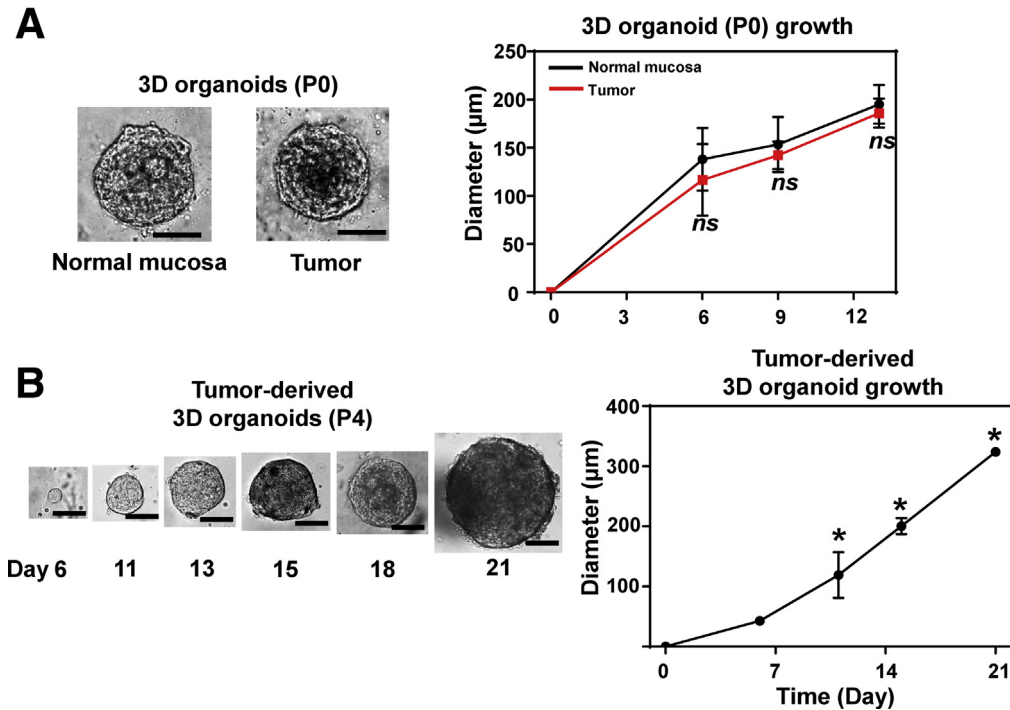 A
3D organoids (P0)
Normal mucosa
Tumor
3D organoid (P0) growth
Normal mucosa
Tumor
Diameter (µm)
250
200
150
100
50
0
ns
ns
ns
0
3
6
9
12
B
Tumor-derived
3D organoids (P4)
Day 6
11
13
15
18
21
Tumor-derived
3D organoid growth
Diameter (µm)
400
300
200
100
*
*
*
0
7
14
21
Time (Day)